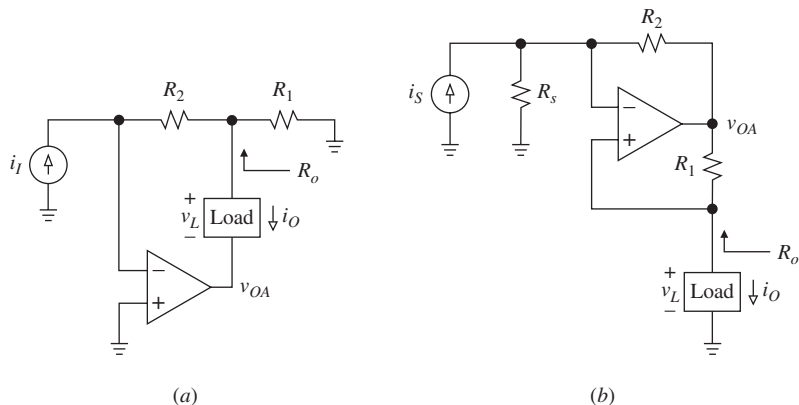 R2
R1
iI
Ro
+
vL
−
Load
iO
−
+
vOA
(a)
R2
iS
Rs
−
+
vOA
R1
Ro
+
vL
−
Load
iO
(b)